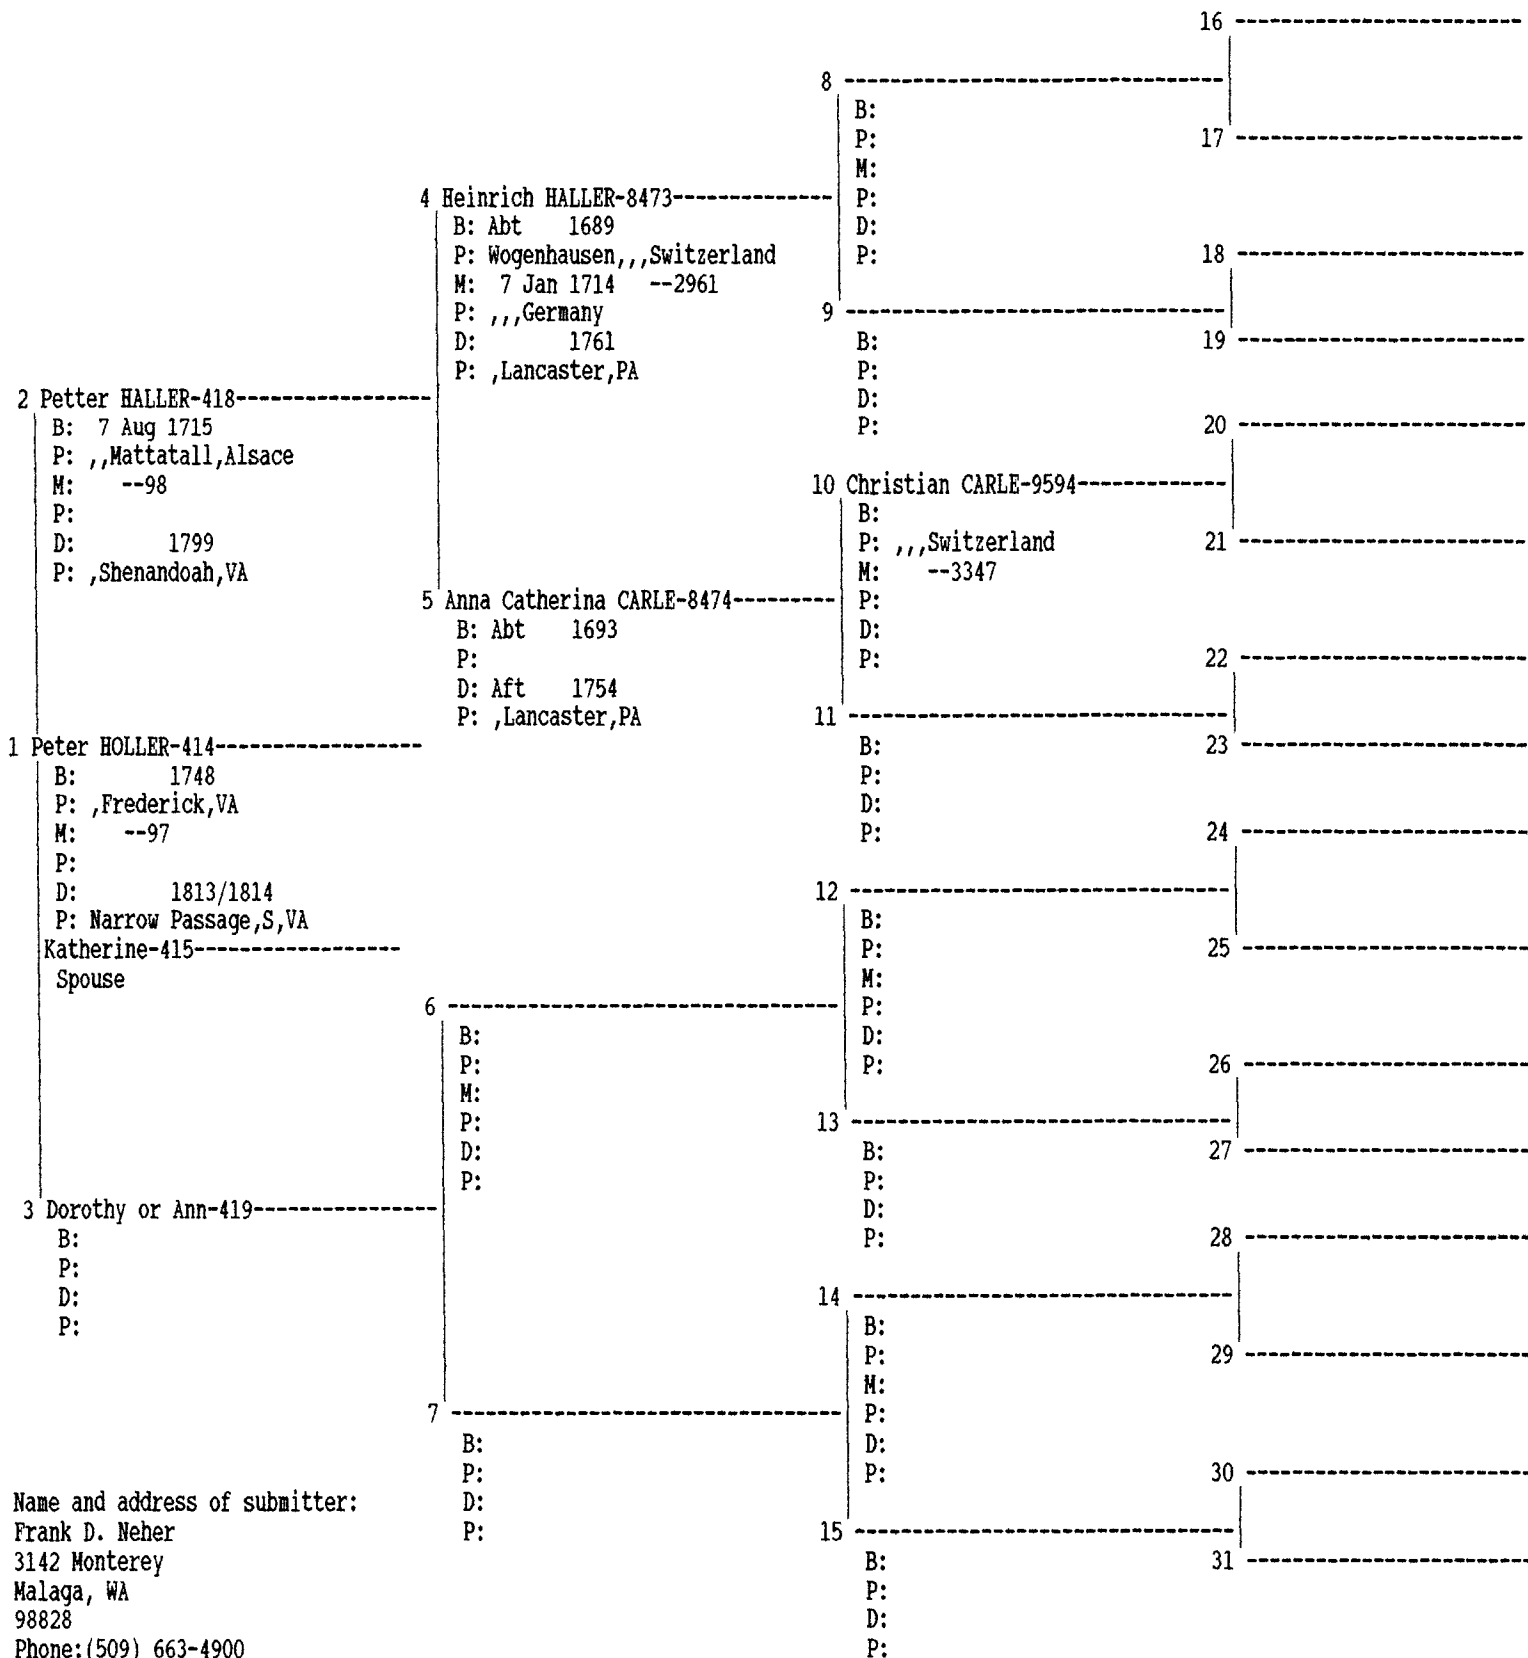 16 ------------------------
8 --------------------------------
B:
P:
17 ------------------------
M:
4 Heinrich HALLER-8473-------------
P:
B: Abt    1689
D:
P: Wogenhausen,,,Switzerland
P:
18 ------------------------
M:  7 Jan 1714   --2961
P: ,,,Germany
9 --------------------------------
D:        1761
B:
19 ------------------------
P: ,Lancaster,PA
P:
2 Petter HALLER-418-----------------
D:
B:  7 Aug 1715
P:
20 ------------------------
P: ,,Mattatall,Alsace
M:     --98
10 Christian CARLE-9594------------
P:
B:
D:        1799
P: ,,,Switzerland
21 ------------------------
P: ,Shenandoah,VA
M:     --3347
5 Anna Catherina CARLE-8474---------
P:
B: Abt    1693
D:
P:
P:
22 ------------------------
D: Aft    1754
P: ,Lancaster,PA
11 --------------------------------
1 Peter HOLLER-414------------------
B:
23 ------------------------
B:        1748
P:
P: ,Frederick,VA
D:
M:     --97
P:
24 ------------------------
P:
D:        1813/1814
12 --------------------------------
P: Narrow Passage,S,VA
B:
Katherine-415------------------
P:
25 ------------------------
Spouse
M:
6 ----------------------------------
P:
B:
D:
P:
P:
26 ------------------------
M:
P:
13 --------------------------------
D:
B:
27 ------------------------
P:
P:
3 Dorothy or Ann-419----------------
D:
B:
P:
28 ------------------------
P:
D:
14 --------------------------------
P:
B:
P:
29 ------------------------
M:
7 ----------------------------------
P:
B:
D:
P:
P:
30 ------------------------
Name and address of submitter:
D:
Frank D. Neher
P:
15 --------------------------------
3142 Monterey
B:
31 ------------------------
Malaga, WA
P:
98828
D:
Phone:(509) 663-4900
P: